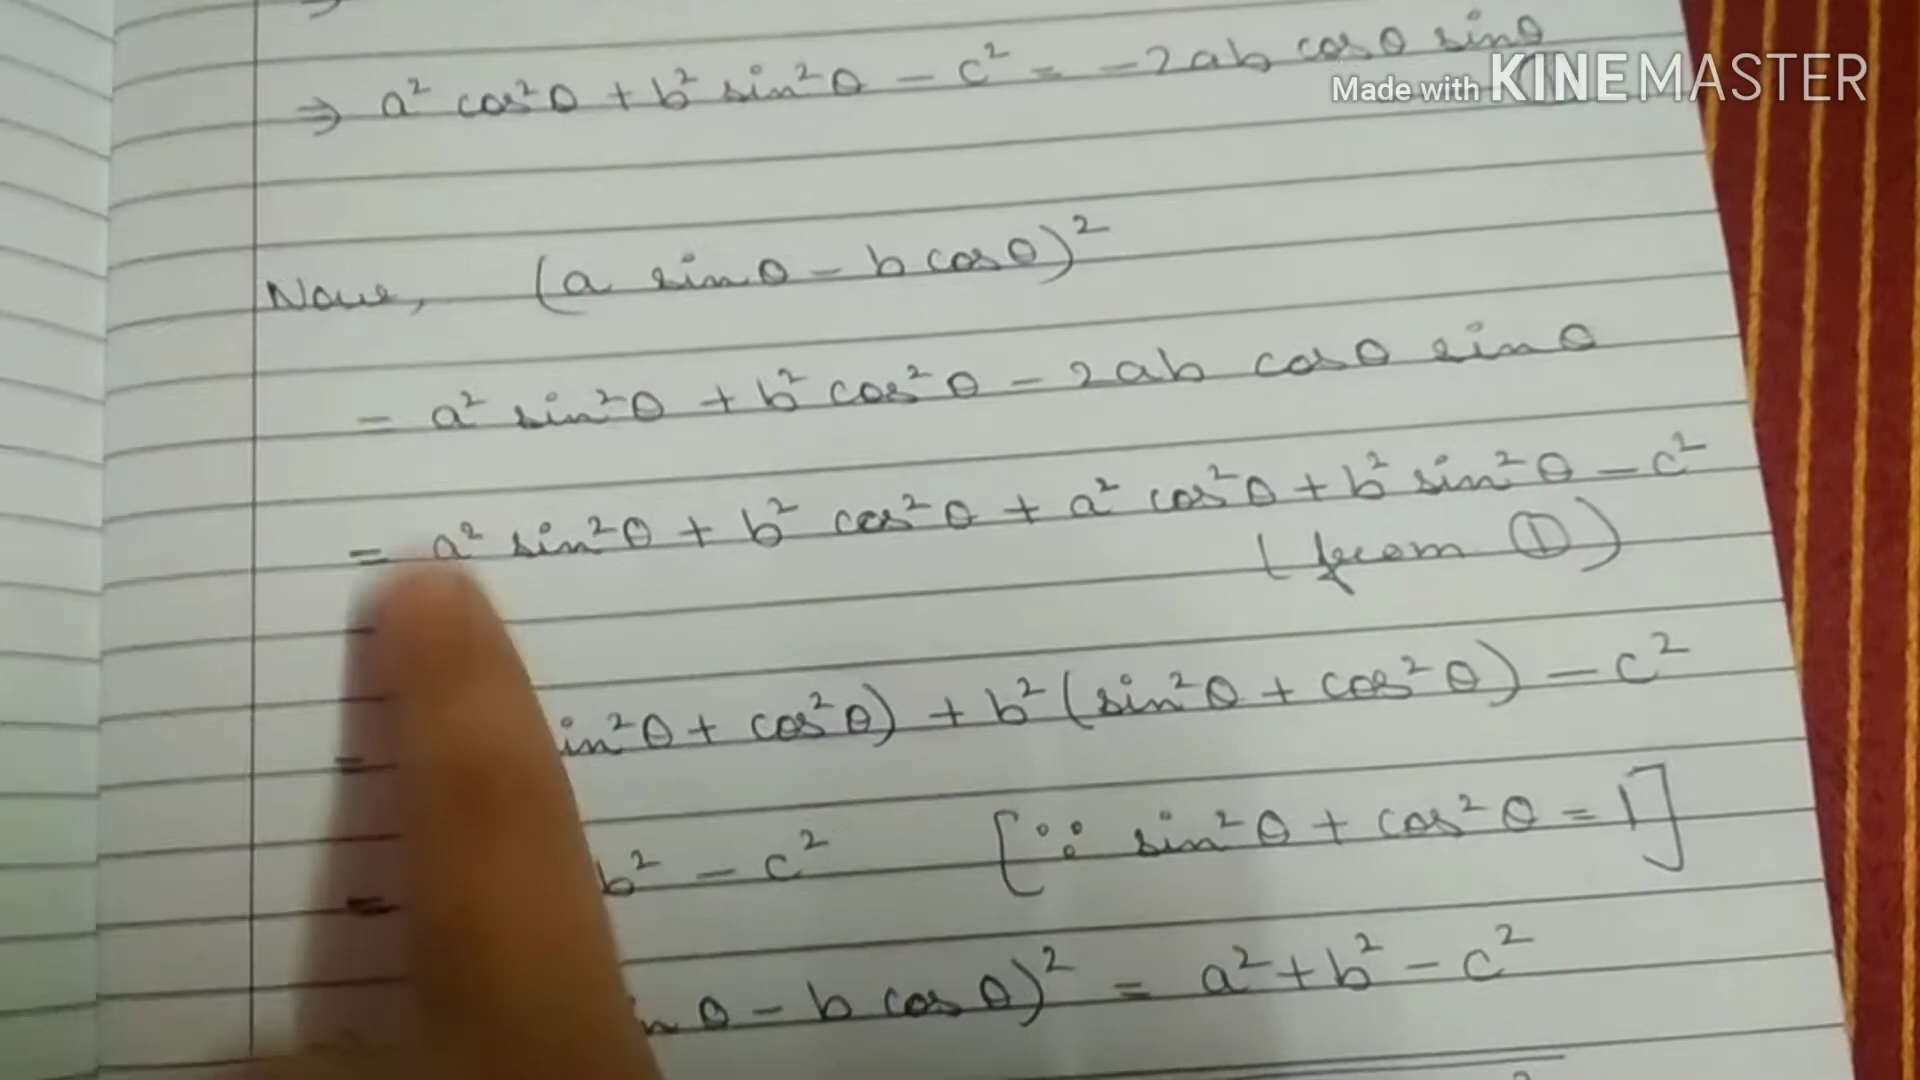 ⇒ a² cos²θ + b² sin²θ - c² = -2ab cosθ sinθ
Made with KINEMASTER
Now, (a sinθ - b cosθ)²
= a² sin²θ + b² cos²θ - 2ab cosθ sinθ
= a² sin²θ + b² cos²θ + a² cos²θ + b² sin²θ - c²
(from ①)
= in²θ + cos²θ) + b² (sin²θ + cos²θ) - c²
= b² - c² [∵ sin²θ + cos²θ = 1]
n θ - b cosθ)² = a² + b² - c²